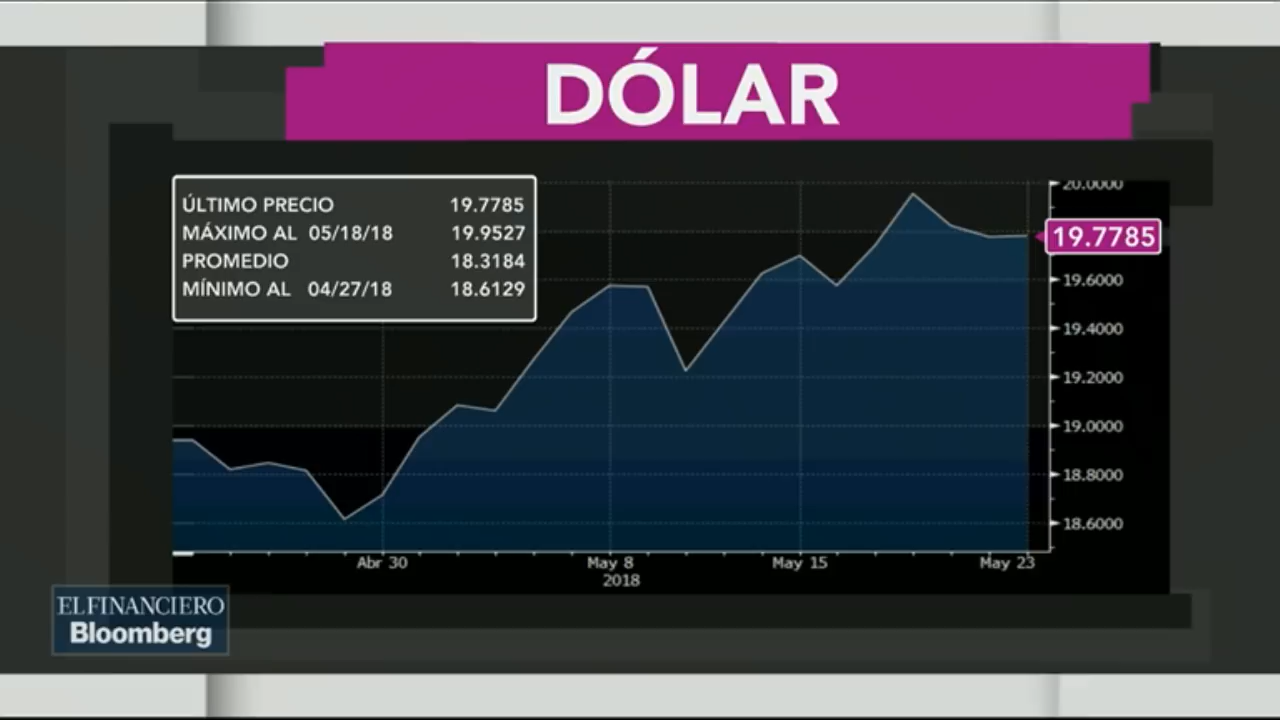 DÓLAR
ÚLTIMO PRECIO 19.7785
MÁXIMO AL 05/18/18 19.9527
PROMEDIO 18.3184
MÍNIMO AL 04/27/18 18.6129
20.0000
19.7785
19.6000
19.4000
19.2000
19.0000
18.8000
18.6000
Abr 30 May 8 May 15 May 23
2018
EL FINANCIERO
Bloomberg